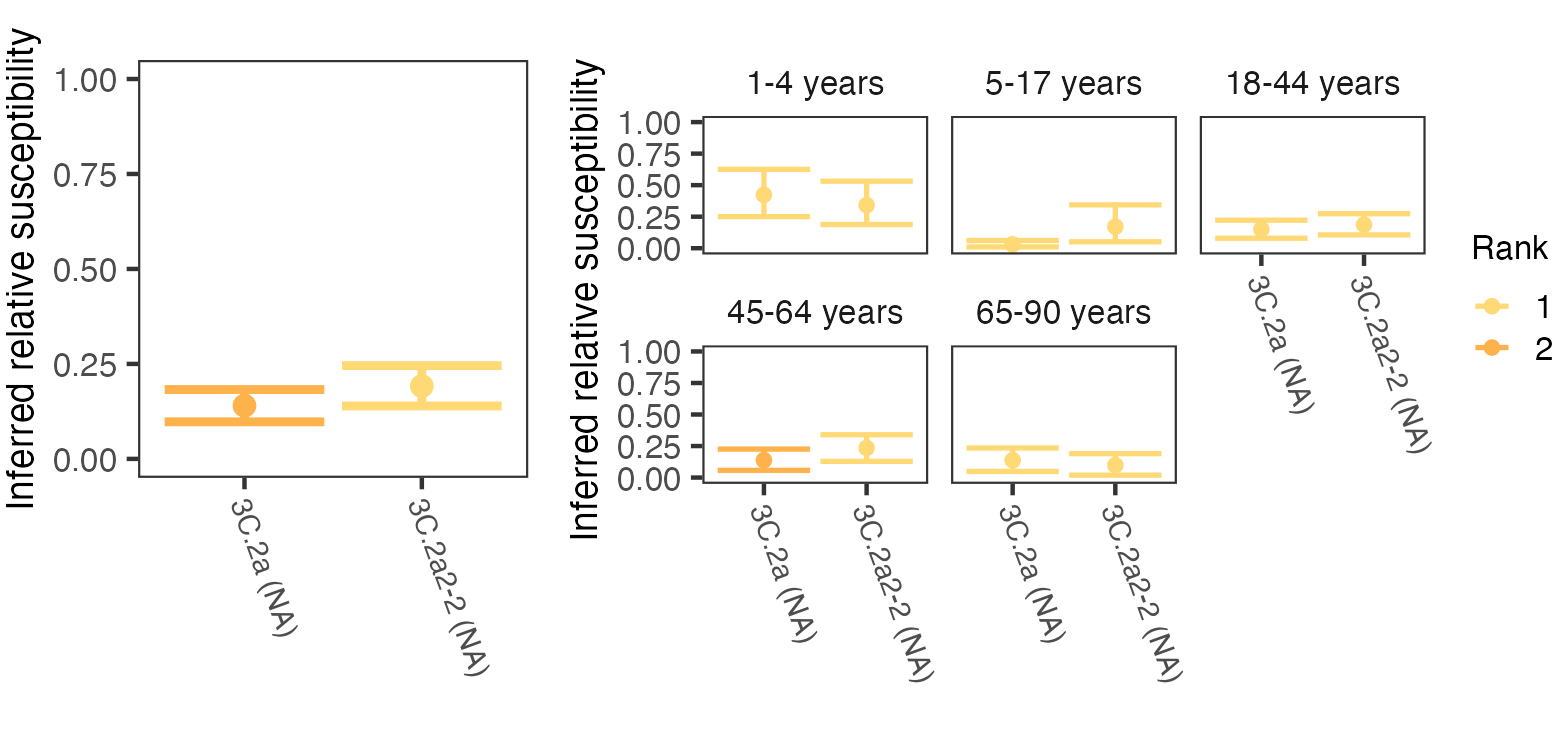 Inferred relative susceptibility
1.00
0.75
0.50
0.25
0.00
3C.2a (NA)
3C.2a2-2 (NA)
Inferred relative susceptibility
1-4 years
5-17 years
18-44 years
1.00
0.75
0.50
0.25
0.00
3C.2a (NA)
3C.2a2-2 (NA)
45-64 years
65-90 years
1.00
0.75
0.50
0.25
0.00
3C.2a (NA)
3C.2a2-2 (NA)
3C.2a (NA)
3C.2a2-2 (NA)
Rank
1
2